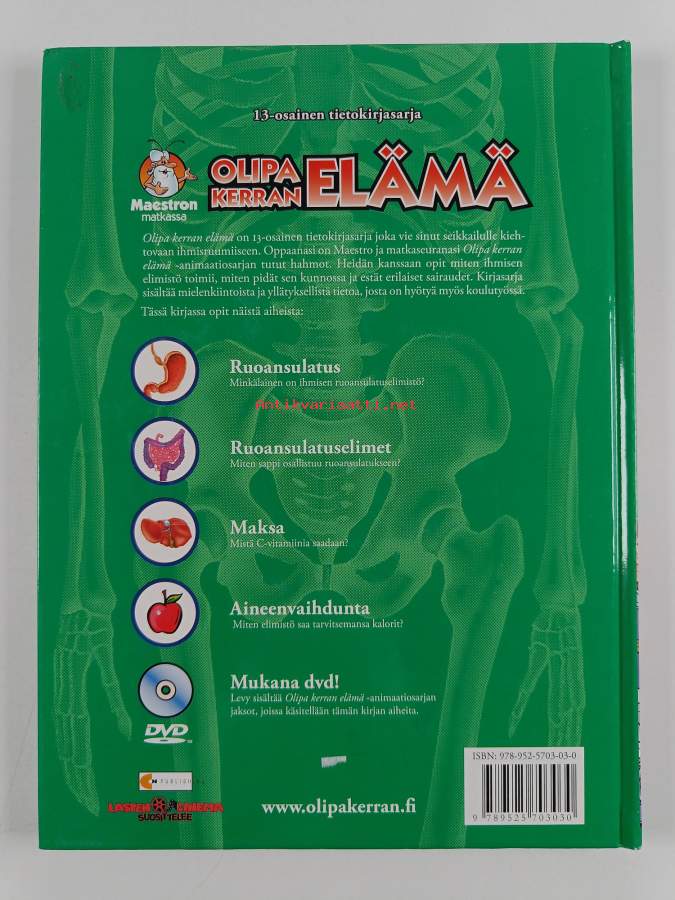 13-osainen tietokirjasarja
Maestron
matkassa
OLIPA
KERRAN
ELÄMÄ
Olipa kerran elämä on 13-osainen tietokirjasarja joka vie sinut seikkailulle kieh-
tovaan ihmisruumiiseen. Oppaanasi on Maestro ja matkaseuranasi Olipa kerran
elämä -animaatiosarjan tutut hahmot. Heidän kanssaan opit miten ihmisen
elimistö toimii, miten pidät sen kunnossa ja estät erilaiset sairaudet. Kirjasarja
sisältää mielenkiintoista ja yllätyksellistä tietoa, josta on hyötyä myös koulutyössä.
Tässä kirjassa opit näistä aiheista:
Ruoansulatus
Minkälainen on ihmisen ruoansulatuselimistö?
Antikvariaatti.net
Ruoansulatuselimet
Miten sappi osallistuu ruoansulatukseen?
Maksa
Mistä C-vitamiinia saadaan?
Aineenvaihdunta
Miten elimistö saa tarvitsemansa kalorit?
Mukana dvd!
Levy sisältää Olipa kerran elämä -animaatiosarjan
jaksot, joissa käsitellään tämän kirjan aiheita.
DVD
LASTEN CINEMA
SUOSITTELEE
www.olipakerran.fi
ISBN: 978-952-5703-03-0
9 789525 703030